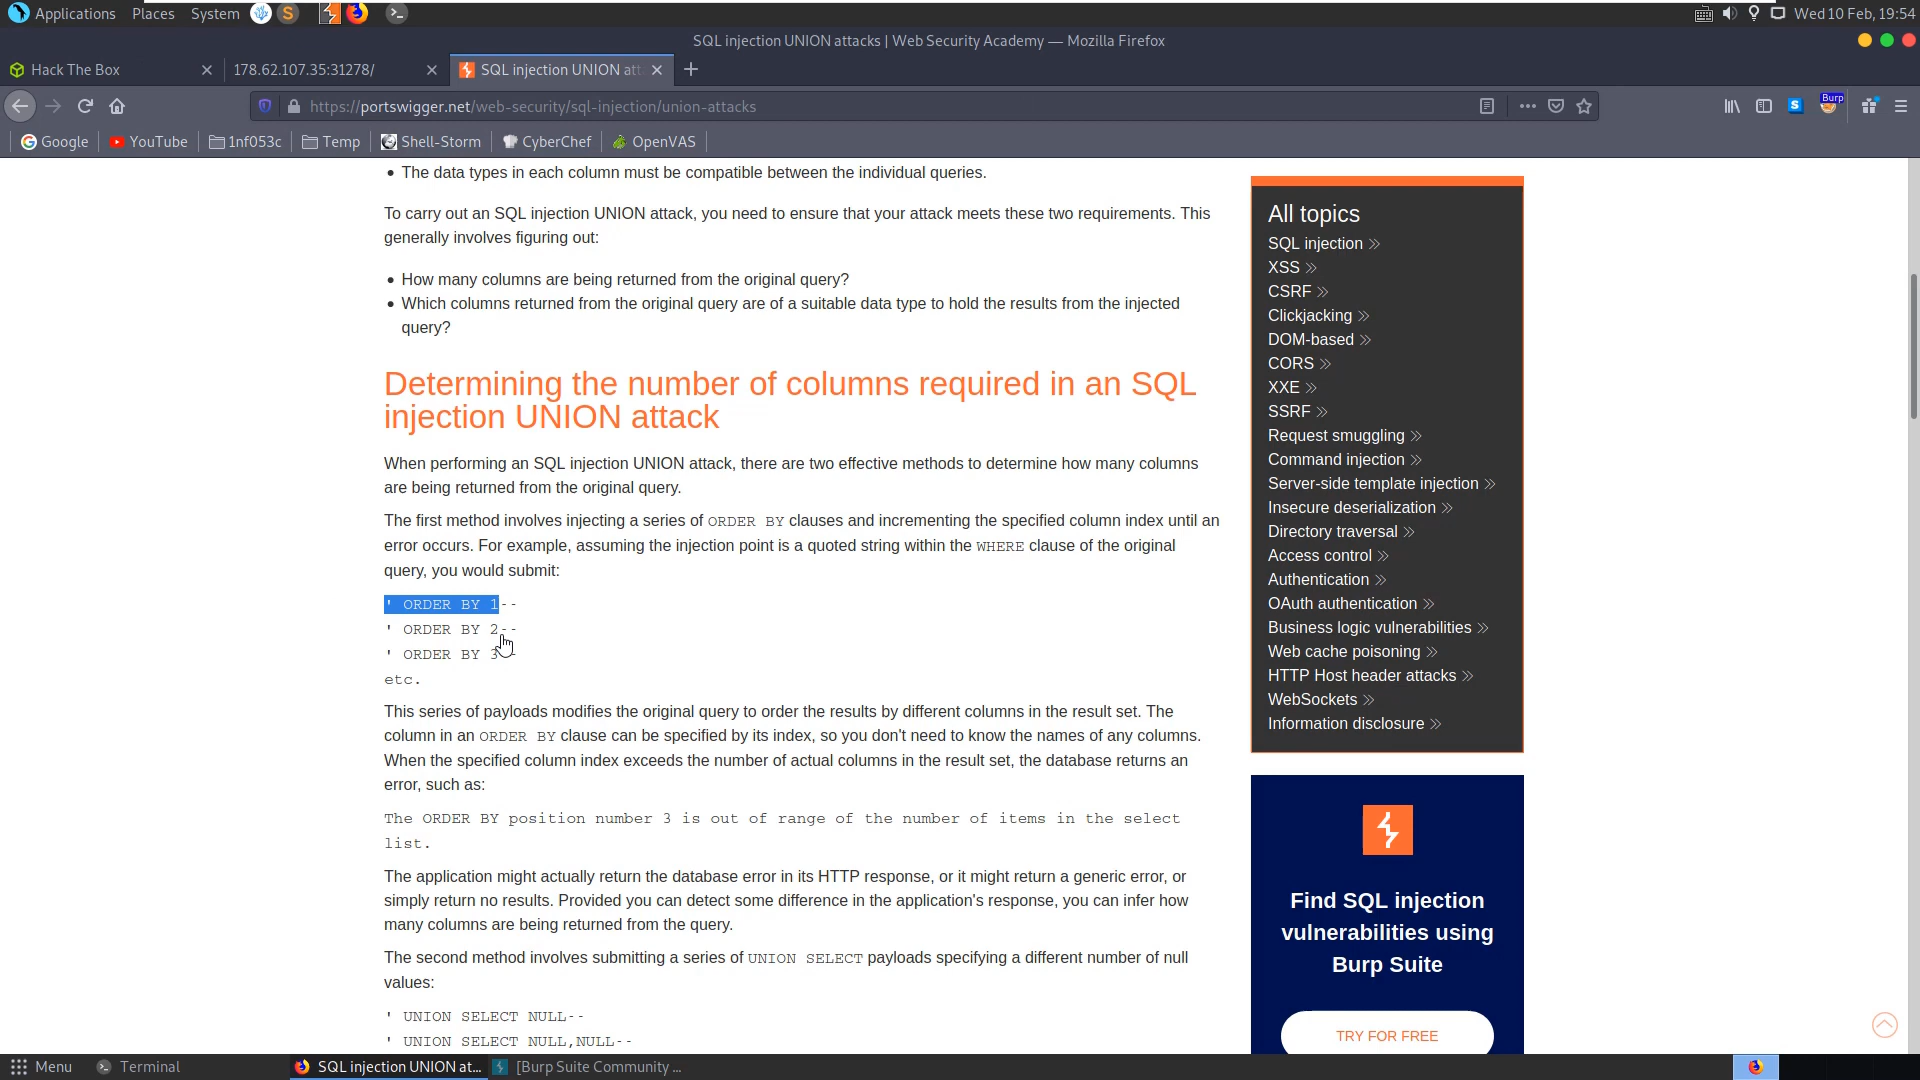 Applications Places System S Wed 10 Feb, 19:54
SQL injection UNION attacks | Web Security Academy — Mozilla Firefox
Hack The Box 178.62.107.35:31278/ SQL injection UNION att
https://portswigger.net/web-security/sql-injection/union-attacks S Burp
Google YouTube 1nf053c Temp Shell-Storm CyberChef OpenVAS
• The data types in each column must be compatible between the individual queries.
To carry out an SQL injection UNION attack, you need to ensure that your attack meets these two requirements. This
generally involves figuring out:
• How many columns are being returned from the original query?
• Which columns returned from the original query are of a suitable data type to hold the results from the injected
query?
Determining the number of columns required in an SQL
injection UNION attack
When performing an SQL injection UNION attack, there are two effective methods to determine how many columns
are being returned from the original query.
The first method involves injecting a series of ORDER BY clauses and incrementing the specified column index until an
error occurs. For example, assuming the injection point is a quoted string within the WHERE clause of the original
query, you would submit:
' ORDER BY 1--
' ORDER BY 2--
' ORDER BY 3--
etc.
This series of payloads modifies the original query to order the results by different columns in the result set. The
column in an ORDER BY clause can be specified by its index, so you don't need to know the names of any columns.
When the specified column index exceeds the number of actual columns in the result set, the database returns an
error, such as:
The ORDER BY position number 3 is out of range of the number of items in the select
list.
The application might actually return the database error in its HTTP response, or it might return a generic error, or
simply return no results. Provided you can detect some difference in the application's response, you can infer how
many columns are being returned from the query.
The second method involves submitting a series of UNION SELECT payloads specifying a different number of null
values:
' UNION SELECT NULL--
' UNION SELECT NULL,NULL--
All topics
SQL injection
XSS
CSRF
Clickjacking
DOM-based
CORS
XXE
SSRF
Request smuggling
Command injection
Server-side template injection
Insecure deserialization
Directory traversal
Access control
Authentication
OAuth authentication
Business logic vulnerabilities
Web cache poisoning
HTTP Host header attacks
WebSockets
Information disclosure
Find SQL injection
vulnerabilities using
Burp Suite
TRY FOR FREE
Menu Terminal SQL injection UNION at... [Burp Suite Community ...